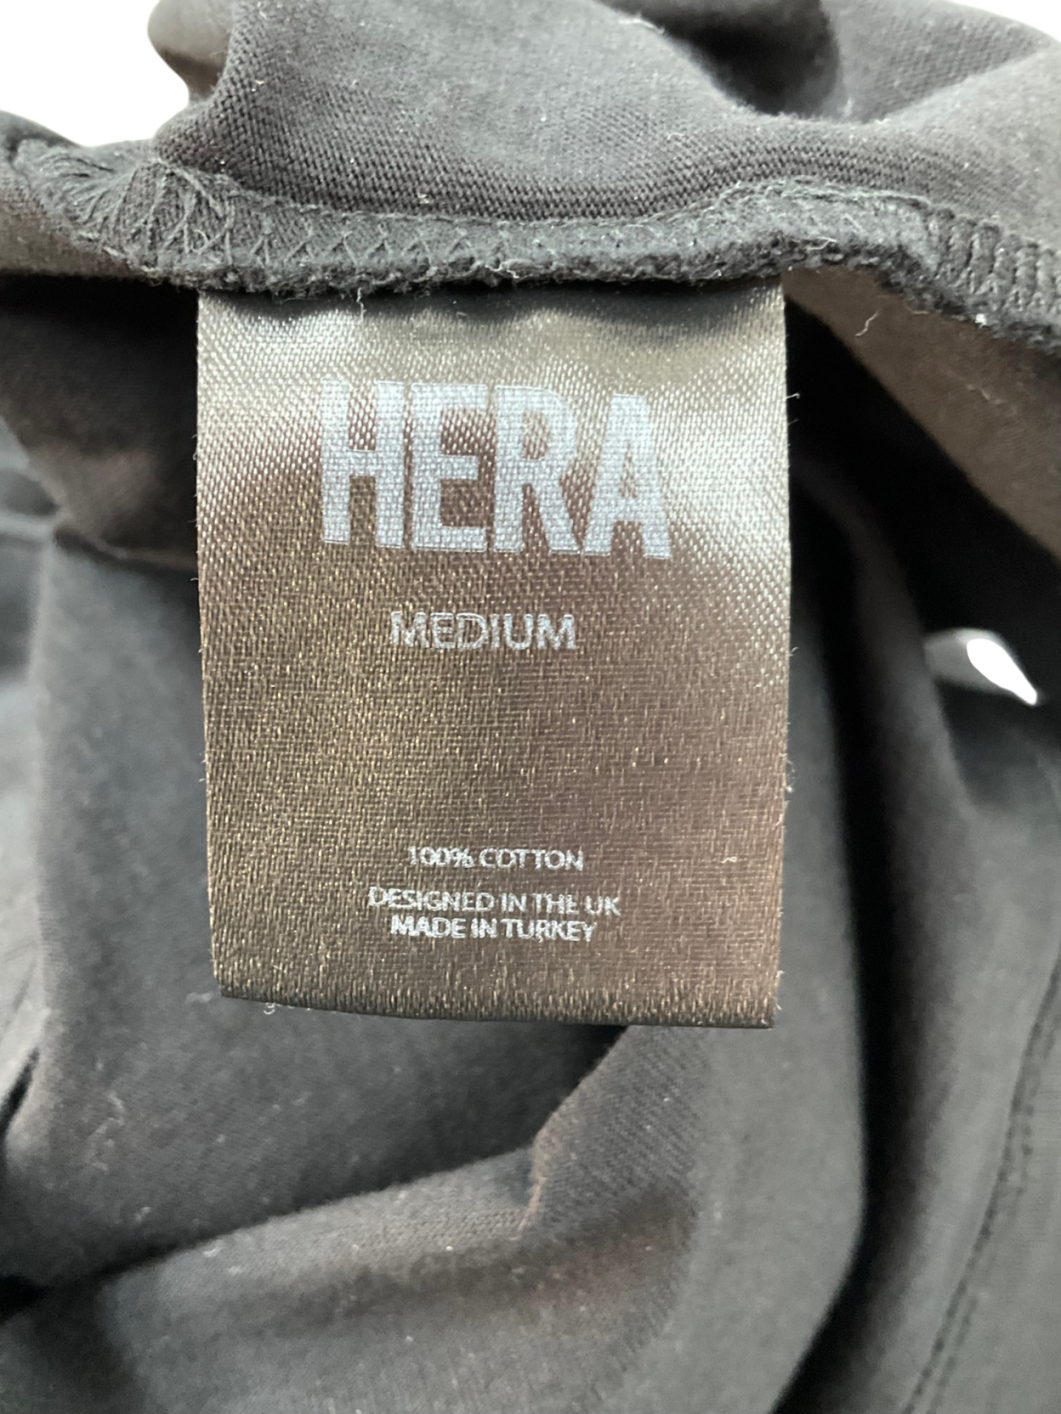 HERA
MEDIUM
100% COTTON
DESIGNED IN THE UK
MADE IN TURKEY